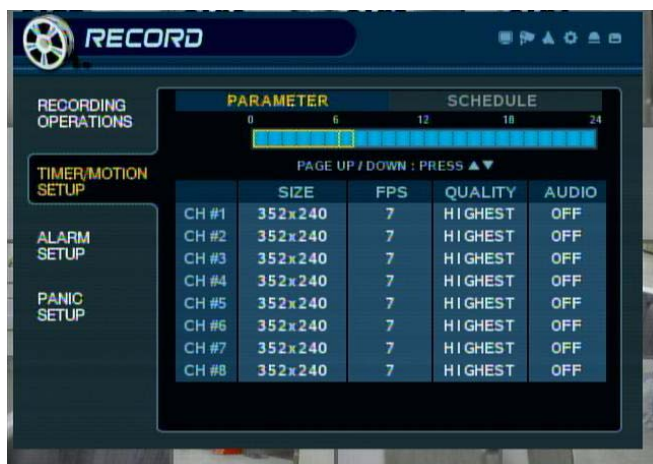 RECORD
RECORDING
OPERATIONS
TIMER/MOTION
SETUP
ALARM
SETUP
PANIC
SETUP
PARAMETER SCHEDULE
0 6 12 18 24
PAGE UP / DOWN : PRESS ▲▼
SIZE FPS QUALITY AUDIO
CH #1 352x240 7 HIGHEST OFF
CH #2 352x240 7 HIGHEST OFF
CH #3 352x240 7 HIGHEST OFF
CH #4 352x240 7 HIGHEST OFF
CH #5 352x240 7 HIGHEST OFF
CH #6 352x240 7 HIGHEST OFF
CH #7 352x240 7 HIGHEST OFF
CH #8 352x240 7 HIGHEST OFF